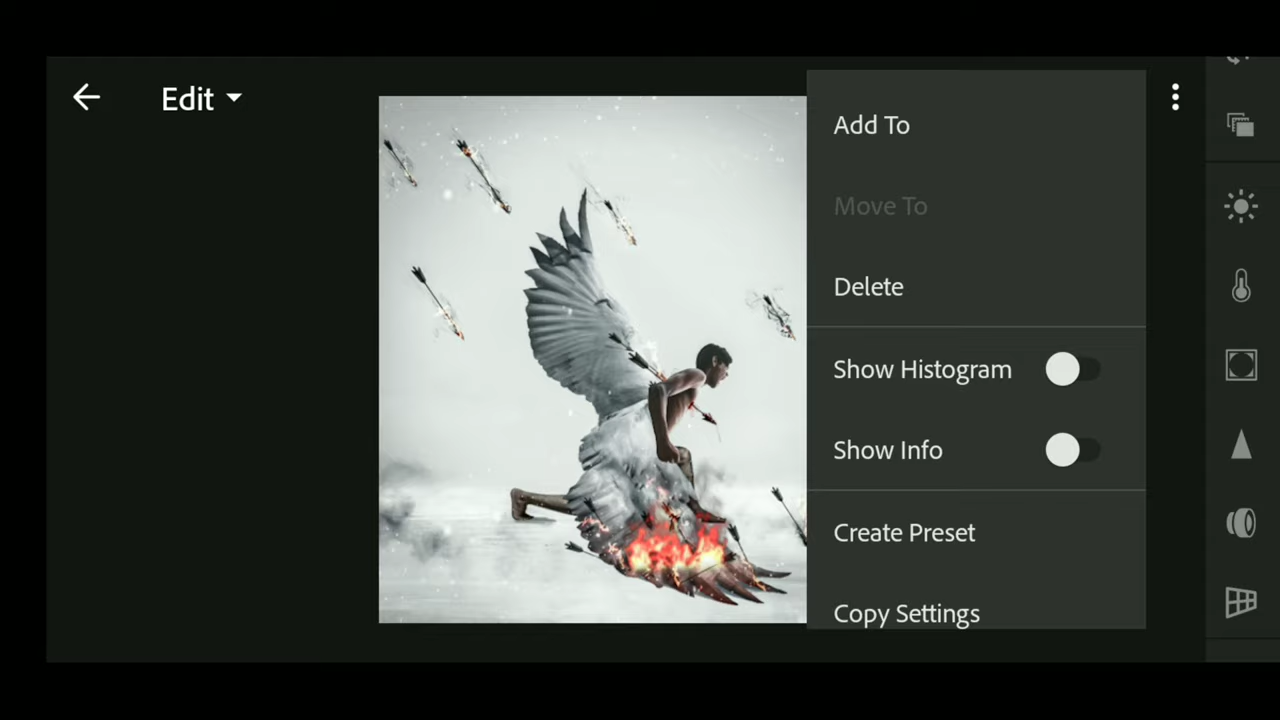 Edit
Add To
Move To
Delete
Show Histogram
Show Info
Create Preset
Copy Settings